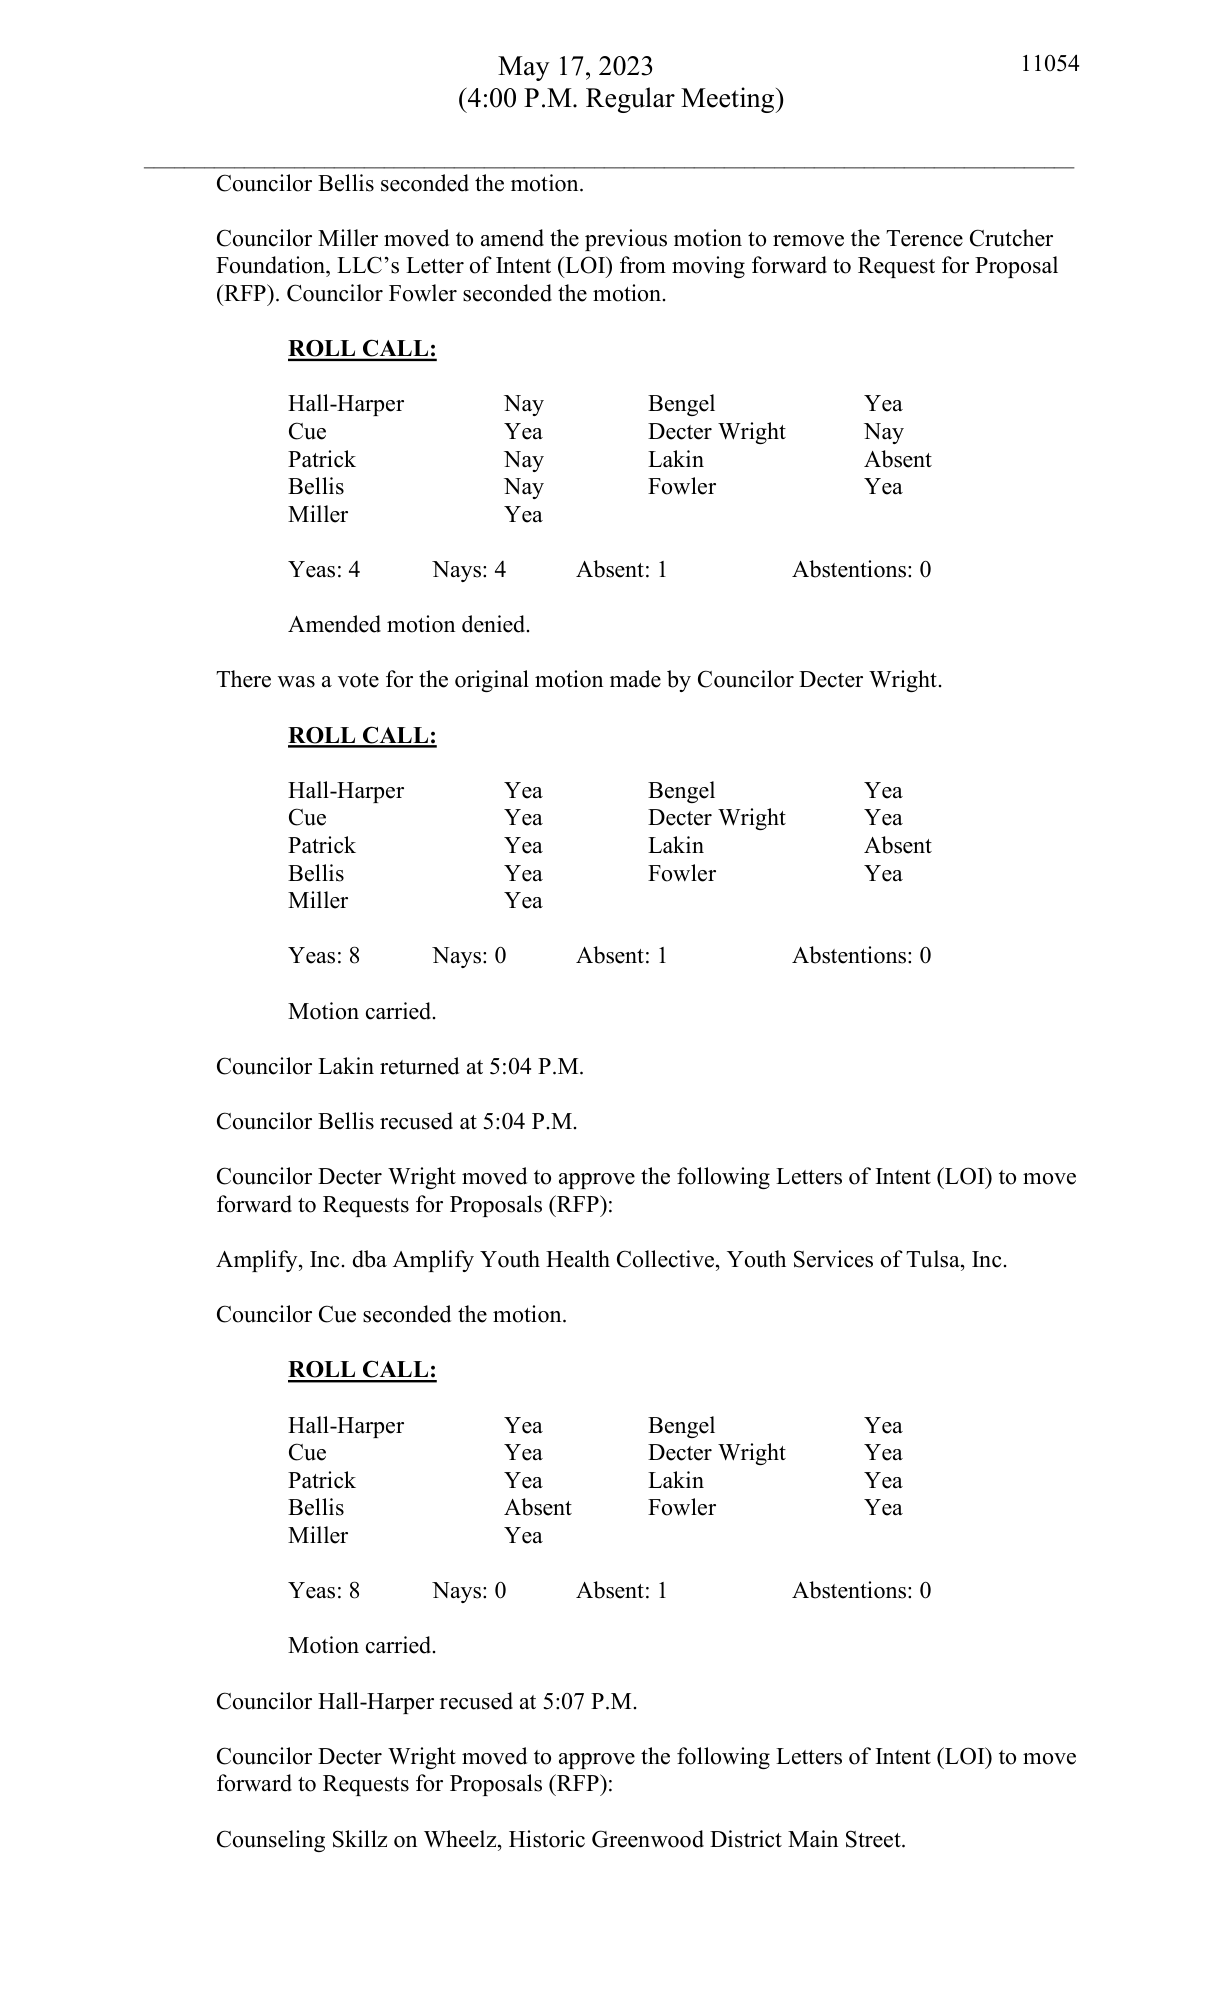 May 17, 2023 11054
(4:00 P.M. Regular Meeting)
Councilor Bellis seconded the motion.
Councilor Miller moved to amend the previous motion to remove the Terence Crutcher
Foundation, LLC’s Letter of Intent (LOI) from moving forward to Request for Proposal
(RFP). Councilor Fowler seconded the motion.
ROLL CALL:
Hall-Harper Nay Bengel Yea
Cue Yea Decter Wright Nay
Patrick Nay Lakin Absent
Bellis Nay Fowler Yea
Miller Yea
Yeas: 4 Nays: 4 Absent: 1 Abstentions: 0
Amended motion denied.
There was a vote for the original motion made by Councilor Decter Wright.
ROLL CALL:
Hall-Harper Yea Bengel Yea
Cue Yea Decter Wright Yea
Patrick Yea Lakin Absent
Bellis Yea Fowler Yea
Miller Yea
Yeas: 8 Nays: 0 Absent: 1 Abstentions: 0
Motion carried.
Councilor Lakin returned at 5:04 P.M.
Councilor Bellis recused at 5:04 P.M.
Councilor Decter Wright moved to approve the following Letters of Intent (LOI) to move
forward to Requests for Proposals (RFP):
Amplify, Inc. dba Amplify Youth Health Collective, Youth Services of Tulsa, Inc.
Councilor Cue seconded the motion.
ROLL CALL:
Hall-Harper Yea Bengel Yea
Cue Yea Decter Wright Yea
Patrick Yea Lakin Yea
Bellis Absent Fowler Yea
Miller Yea
Yeas: 8 Nays: 0 Absent: 1 Abstentions: 0
Motion carried.
Councilor Hall-Harper recused at 5:07 P.M.
Councilor Decter Wright moved to approve the following Letters of Intent (LOI) to move
forward to Requests for Proposals (RFP):
Counseling Skillz on Wheelz, Historic Greenwood District Main Street.